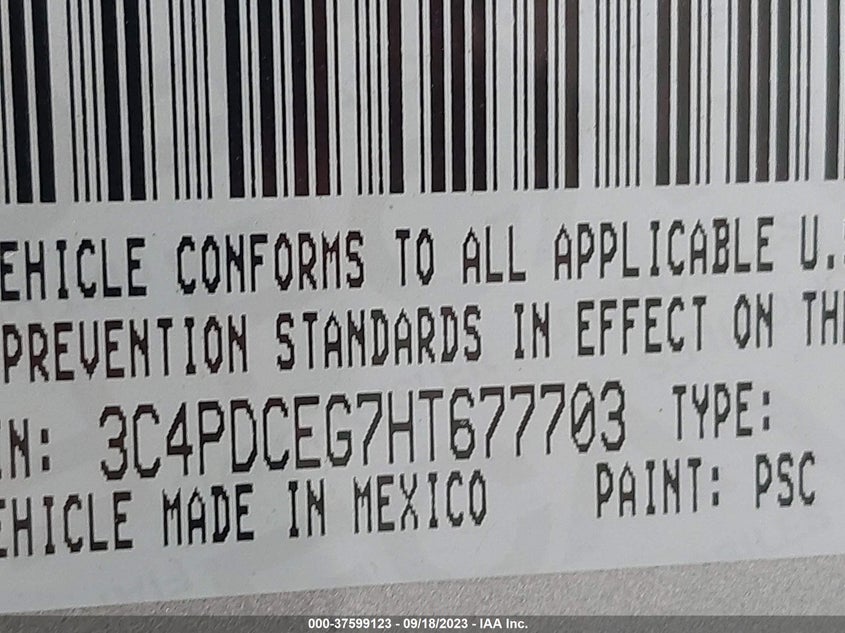 EHICLE CONFORMS TO ALL APPLICABLE U.
PREVENTION STANDARDS IN EFFECT ON TH
N: 3C4PDCEG7HT677703 TYPE:
EHICLE MADE IN MEXICO PAINT: PSC
000-37599123 - 09/18/2023 - IAA Inc.